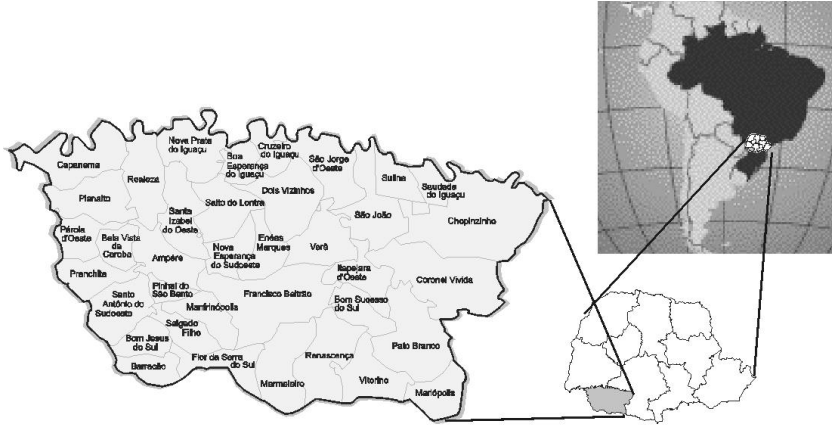 Nova Prata
do Iguaçu
Cruzeiro
do Iguaçu
Boa
Esperança
do Iguaçu
São Jorge
d'Oeste
Capanema
Realeza
Sulina
Saudade
do Iguaçu
Planalto
Dois Vizinhos
Salto do Lontra
Santa
Izabel
do Oeste
São João
Chopinzinho
Pérola
d'Oeste
Bela Vista
da
Caroba
Enéas
Marques
Nova
Esperança
do Sudoeste
Verê
Ampére
Pranchita
Itapejara
d'Oeste
Coronel Vivida
Pinhal do
São Bento
Santo
Antônio do
Sudoeste
Manfrinópolis
Francisco Beltrão
Bom Sucesso
do Sul
Salgado
Filho
Bom Jesus
do Sul
Pato Branco
Flor da Serra
do Sul
Renascença
Barracão
Marmeleiro
Vitorino
Mariópolis